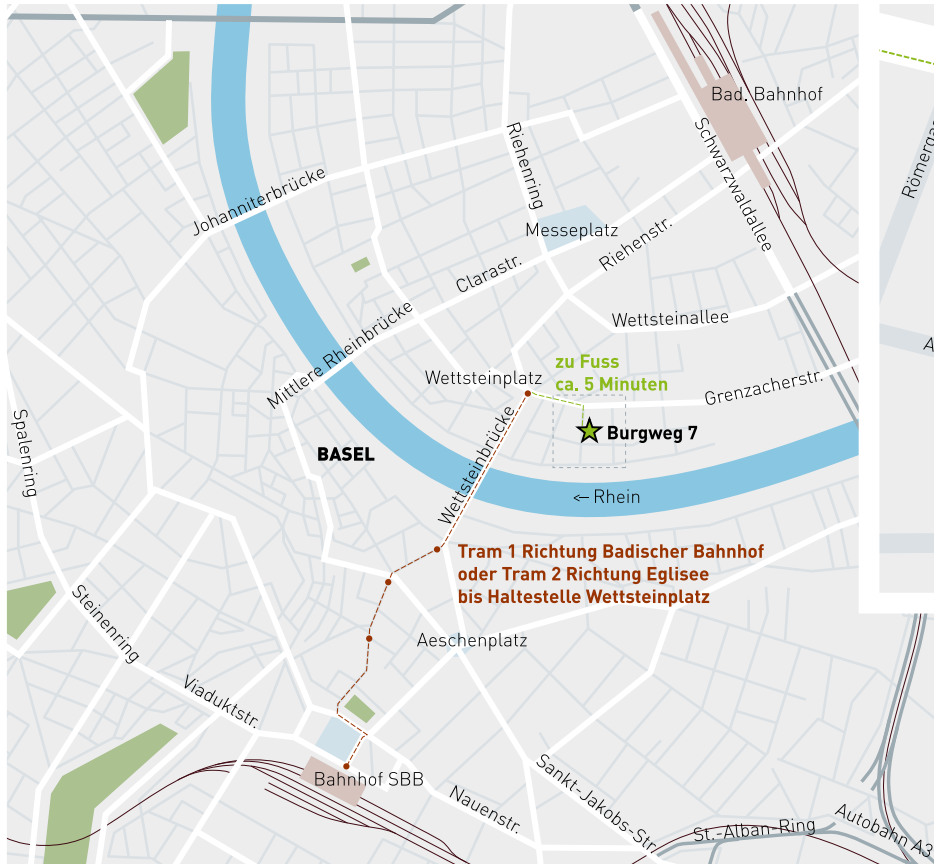 Bad. Bahnhof
Römergas
Schwarzwaldallee
Riehenring
Johanniterbrücke
Messeplatz
Riehenstr.
Clarastr.
Mittlere Rheinbrücke
Wettsteinallee
A
zu Fuss
ca. 5 Minuten
Wettsteinplatz
Grenzacherstr.
Spalenring
Burgweg 7
BASEL
Wettsteinbrücke
← Rhein
Tram 1 Richtung Badischer Bahnhof
oder Tram 2 Richtung Eglisee
bis Haltestelle Wettsteinplatz
Steinenring
Aeschenplatz
Viaduktstr.
Bahnhof SBB
Nauenstr.
Sankt-Jakobs-Str.
St.-Alban-Ring
Autobahn A3